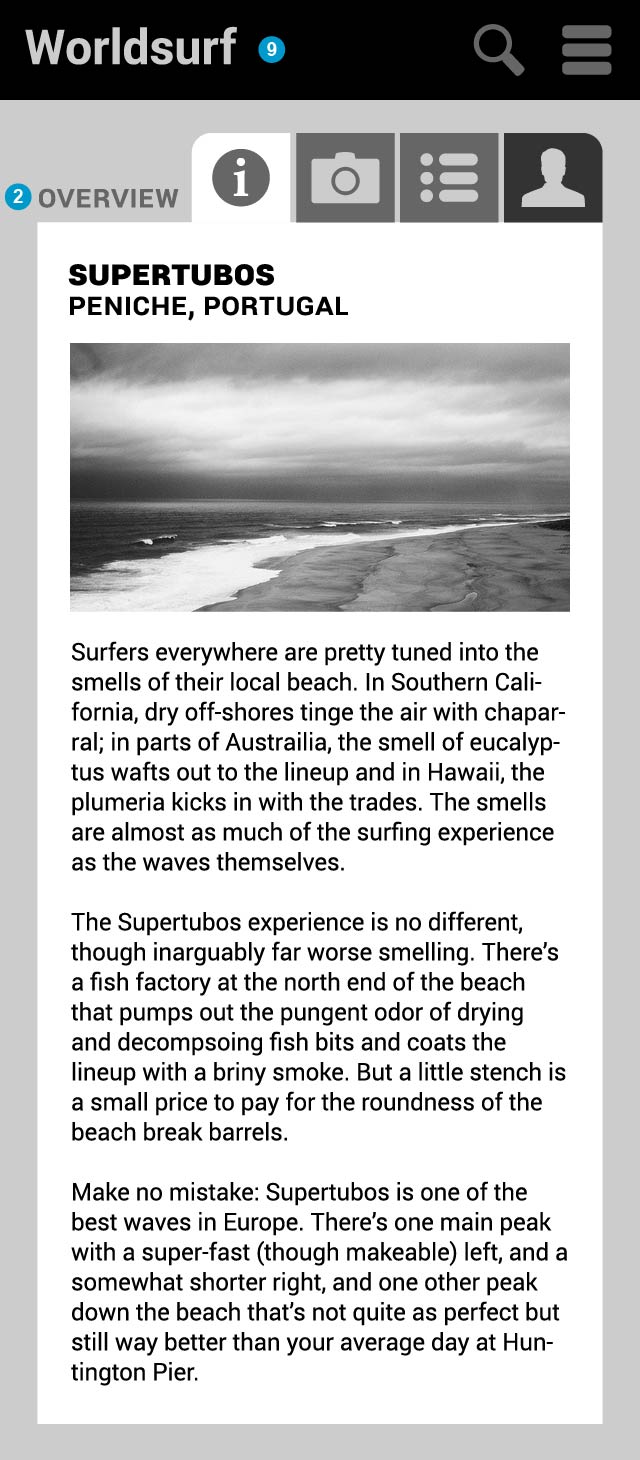 Worldsurf 9
2 OVERVIEW
SUPERTUBOS
PENICHE, PORTUGAL
Surfers everywhere are pretty tuned into the
smells of their local beach. In Southern Cali-
fornia, dry off-shores tinge the air with chapar-
ral; in parts of Austrailia, the smell of eucalyp-
tus wafts out to the lineup and in Hawaii, the
plumeria kicks in with the trades. The smells
are almost as much of the surfing experience
as the waves themselves.
The Supertubos experience is no different,
though inarguably far worse smelling. There’s
a fish factory at the north end of the beach
that pumps out the pungent odor of drying
and decompsoing fish bits and coats the
lineup with a briny smoke. But a little stench is
a small price to pay for the roundness of the
beach break barrels.
Make no mistake: Supertubos is one of the
best waves in Europe. There’s one main peak
with a super-fast (though makeable) left, and a
somewhat shorter right, and one other peak
down the beach that’s not quite as perfect but
still way better than your average day at Hun-
tington Pier.